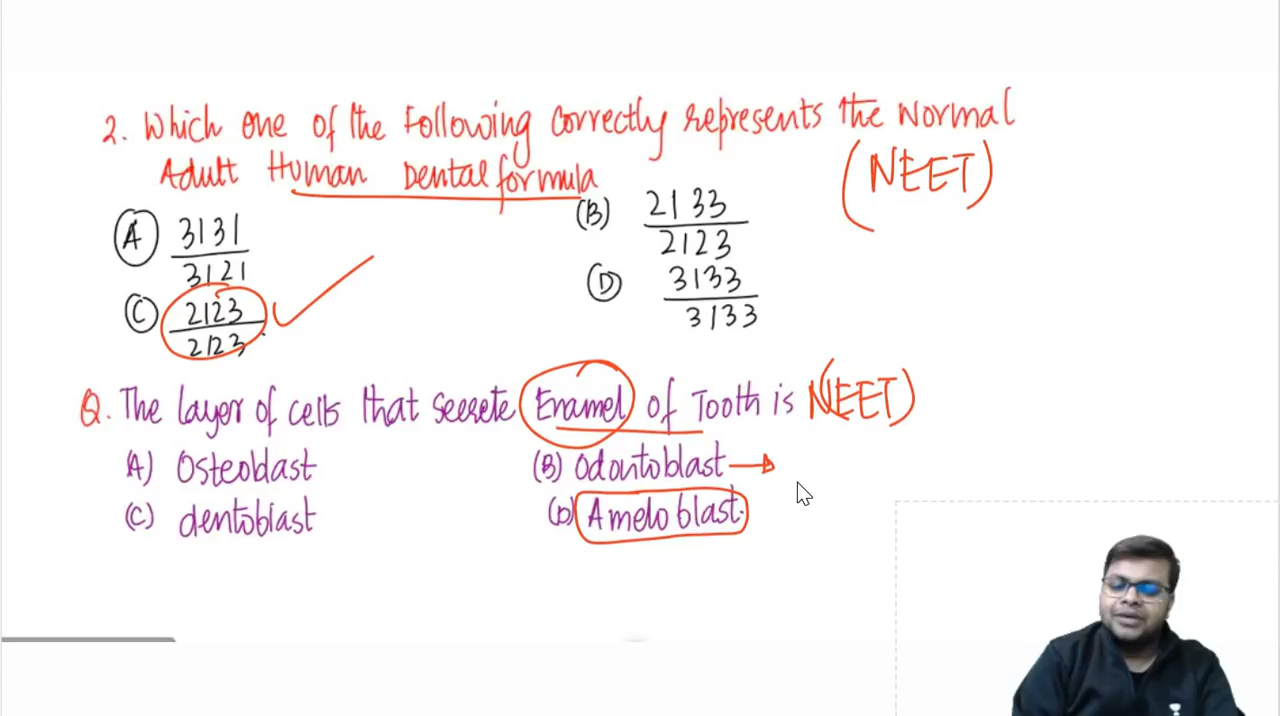 2. Which one of the Following correctly represents the Normal
Adult Human Dental formula
(NEET)
(A) 3131/3121
(B) 2133/2123
(C) 2123/2123
(D) 3133/3133
Q. The layer of cells that secrete Enamel of Tooth is (NEET)
(A) Osteoblast
(B) Odontoblast →
(C) dentoblast
(D) Ameloblast.